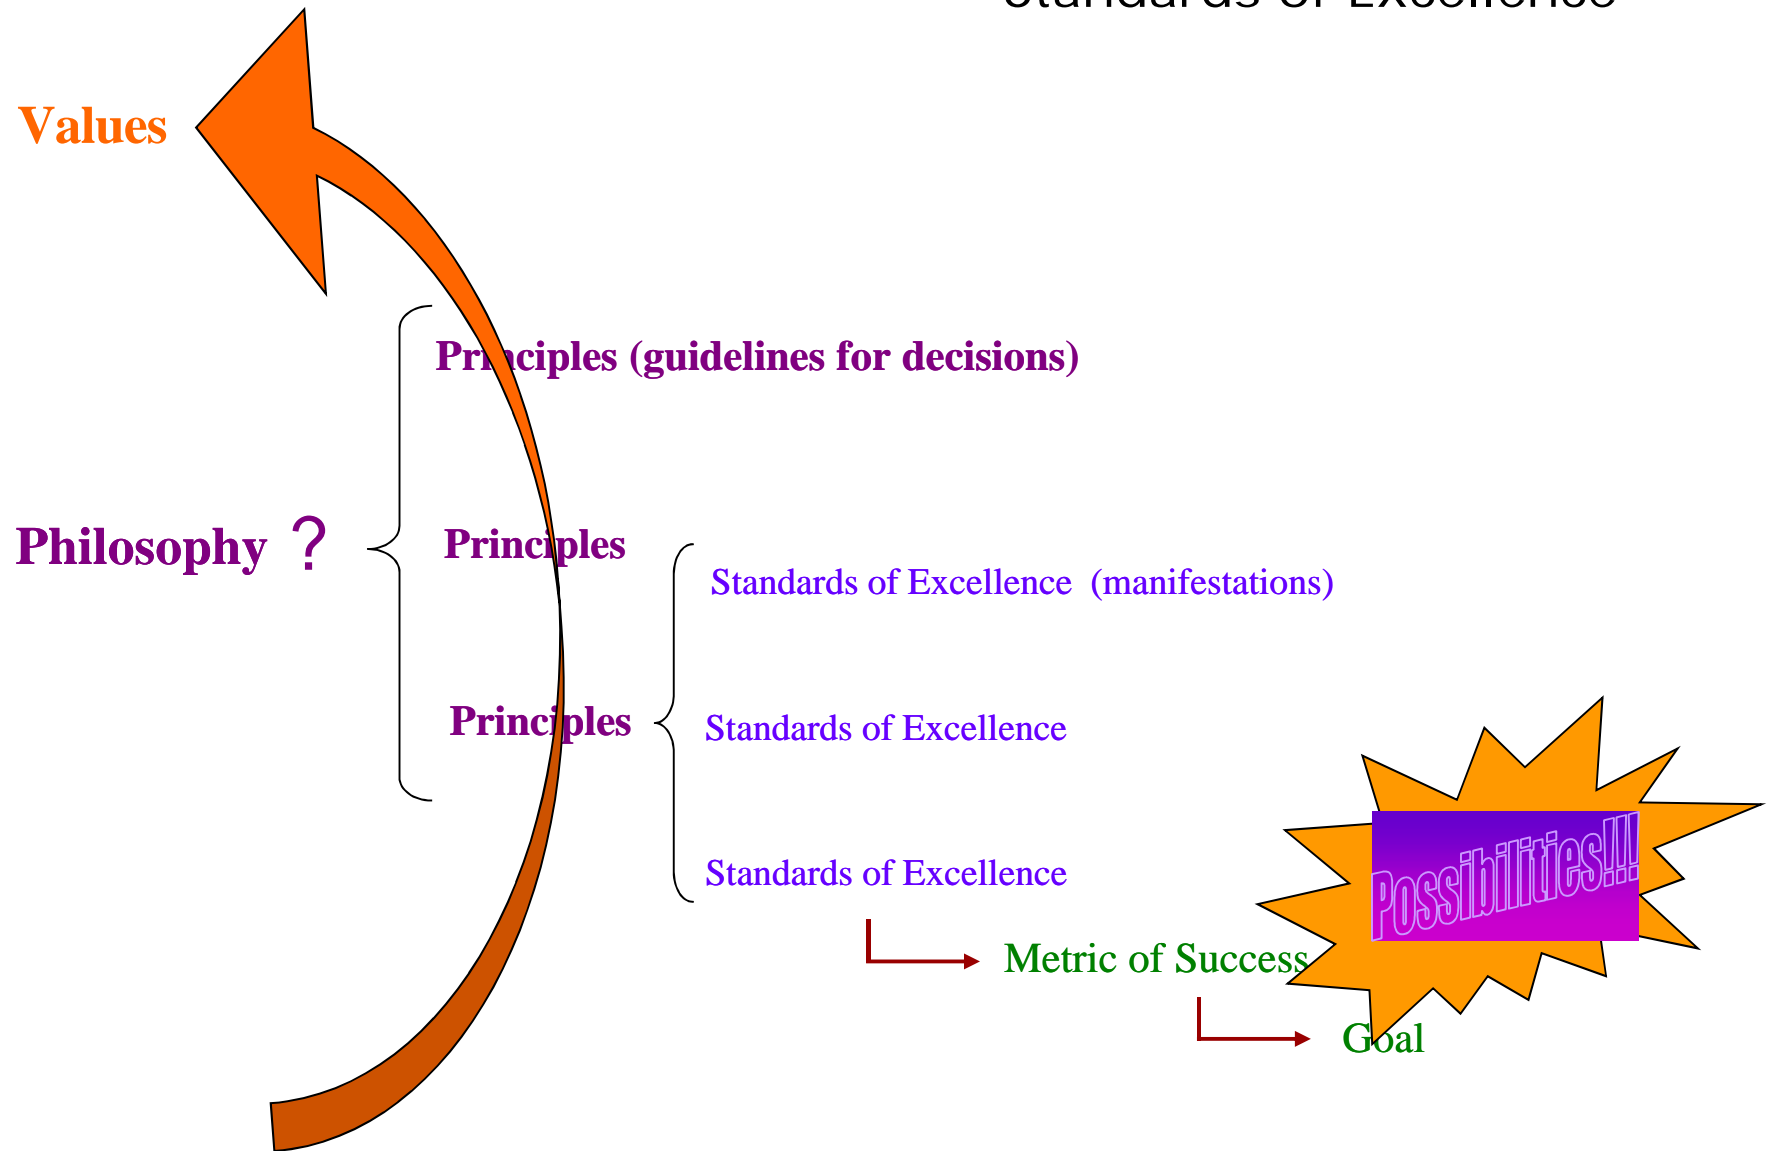 Standards of Excellence
Values
Principles (guidelines for decisions)
Philosophy ?
Principles
Standards of Excellence (manifestations)
Principles
Standards of Excellence
Possibilities!!!
Standards of Excellence
Metric of Success
Goal